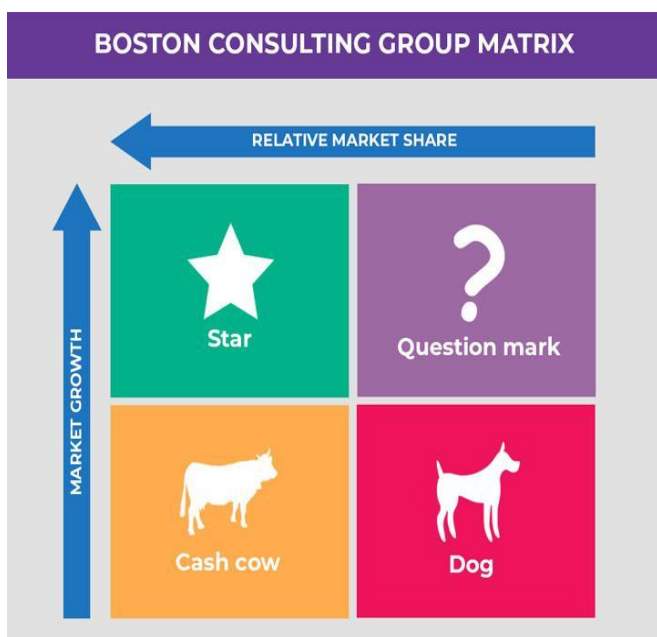 BOSTON CONSULTING GROUP MATRIX
RELATIVE MARKET SHARE
MARKET GROWTH
Star
?
Question mark
Cash cow
Dog